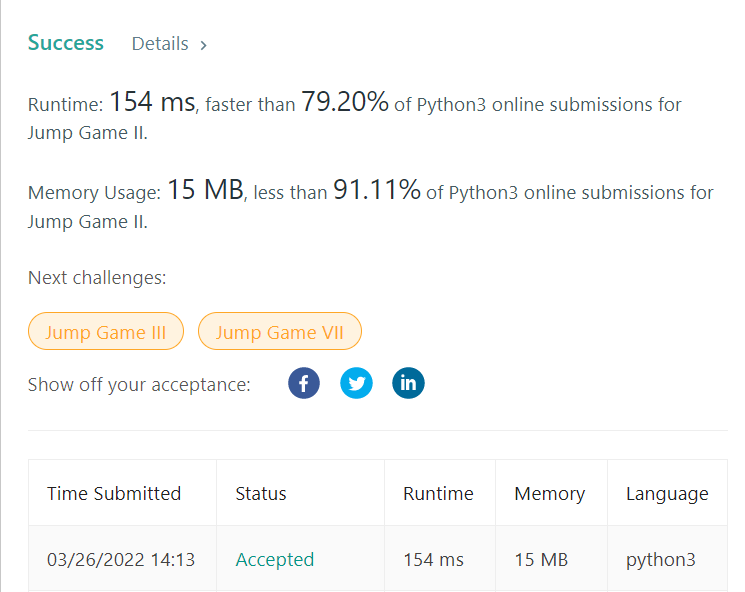 Success Details >
Runtime: 154 ms, faster than 79.20% of Python3 online submissions for
Jump Game II.
Memory Usage: 15 MB, less than 91.11% of Python3 online submissions for
Jump Game II.
Next challenges:
Jump Game III Jump Game VII
Show off your acceptance: f in
Time Submitted Status Runtime Memory Language
03/26/2022 14:13 Accepted 154 ms 15 MB python3